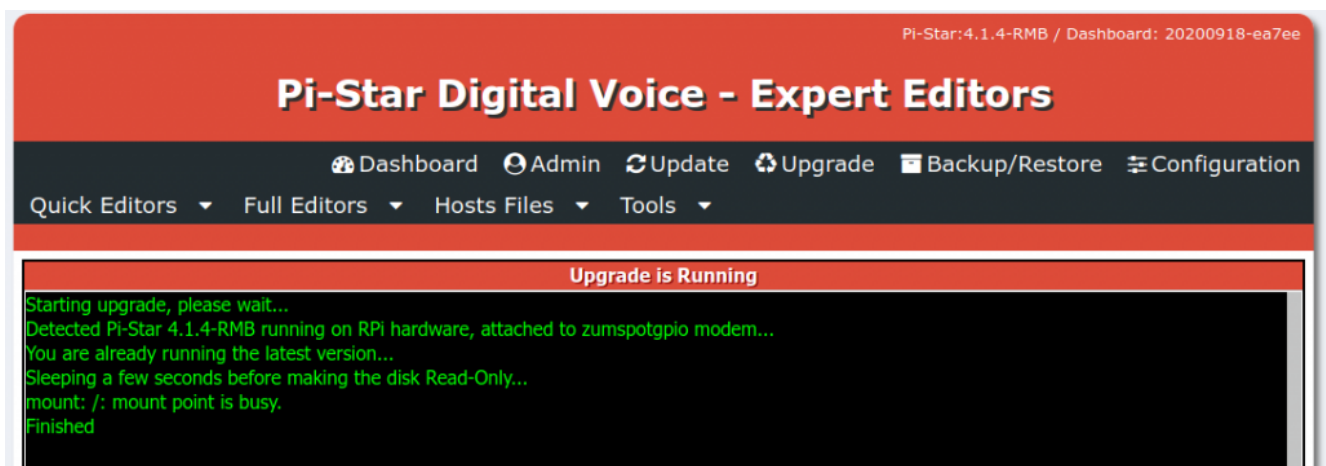 Pi-Star:4.1.4-RMB / Dashboard: 20200918-ea7ee
Pi-Star Digital Voice - Expert Editors
Dashboard Admin Update Upgrade Backup/Restore Configuration
Quick Editors Full Editors Hosts Files Tools
Upgrade is Running
Starting upgrade, please wait...
Detected Pi-Star 4.1.4-RMB running on RPi hardware, attached to zumspotgpio modem...
You are already running the latest version...
Sleeping a few seconds before making the disk Read-Only...
mount: /: mount point is busy.
Finished